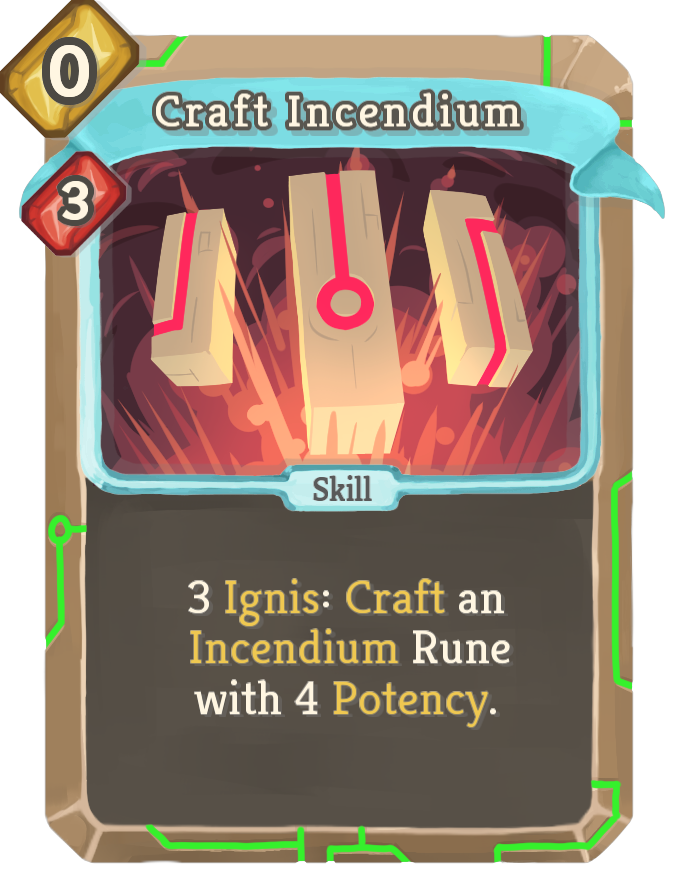 0
Craft Incendium
3
Skill
3 Ignis: Craft an
Incendium Rune
with 4 Potency.